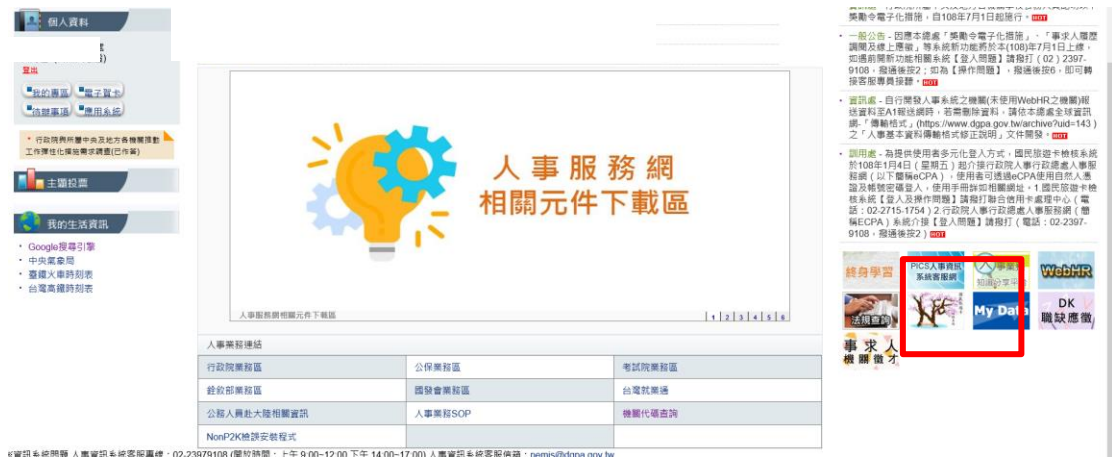 個人資料
登出
我的專區
電子賀卡
待辦事項
應用系統
* 行政院與所屬中央及地方各機關推動
工作彈性化措施需求調查(已作答)
主題投票
我的生活資訊
Google搜尋引擎
中央氣象局
臺鐵火車時刻表
台灣高鐵時刻表
人事服務網
相關元件下載區
人事服務網相關元件下載區
1 | 2 | 3 | 4 | 5 | 6
人事業務連結
行政院業務區 公保業務區 考試院業務區
銓敘部業務區 國發會業務區 台灣就業通
公務人員赴大陸相關資訊 人事業務SOP 機關代碼查詢
NonP2K檢誤安裝程式
獎勵令電子化措施，自108年7月1日起施行。HOT
一般公告 - 因應本總處「獎勵令電子化措施」、「事求人履歷
調閱及線上應徵」等系統新功能將於本(108)年7月1日上線，
如遇前開新功能相關系統【登入問題】請撥打 ( 02 ) 2397-
9108，撥通後按2；如為【操作問題】，撥通後按6，即可轉
接客服專員接聽。HOT
資訊處 - 自行開發人事系統之機關(未使用WebHR之機關)報
送資料至A1報送網時，若需刪除資料，請依本總處全球資訊
網-「傳輸格式」(https://www.dgpa.gov.tw/archive?uid=143 )
之「人事基本資料傳輸格式修正說明」文件開發。HOT
訓用處 - 為提供使用者多元化登入方式，國民旅遊卡檢核系統
於108年1月4日（星期五）起介接行政院人事行政總處人事服
務網（以下簡稱eCPA），使用者可透過eCPA使用自然人憑
證及帳號密碼登入，使用手冊詳如相關網址。1.國民旅遊卡檢
核系統【登入及操作問題】請撥打聯合信用卡處理中心（電
話：02-2715-1754）2.行政院人事行政總處人事服務網（簡
稱ECPA）系統介接【登入問題】請撥打（電話：02-2397-
9108，撥通後按2）HOT
終身學習
PICS人事資訊
系統客服網
WebHR
法規查詢
My Data
DK
職缺應徵
事求人
機關徵才
資訊系統問題 人事資訊系統客服專線：02-23979108 (開放時間：上午 9:00~12:00 下午 14:00~17:00) 人事資訊系統客服信箱：pemis@dgpa.gov.tw